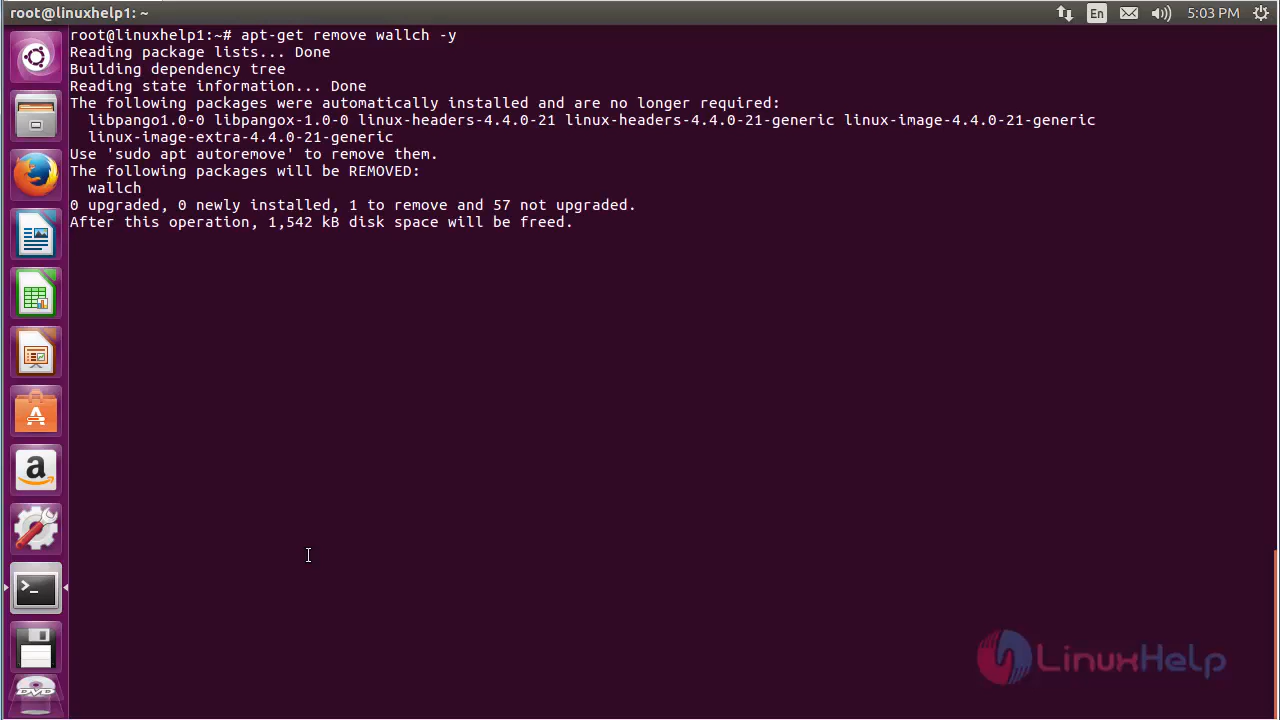 root@linuxhelp1: ~
En
5:03 PM
root@linuxhelp1:~# apt-get remove wallch -y
Reading package lists... Done
Building dependency tree
Reading state information... Done
The following packages were automatically installed and are no longer required:
  libpango1.0-0 libpangox-1.0-0 linux-headers-4.4.0-21 linux-headers-4.4.0-21-generic linux-image-4.4.0-21-generic
  linux-image-extra-4.4.0-21-generic
Use 'sudo apt autoremove' to remove them.
The following packages will be REMOVED:
  wallch
0 upgraded, 0 newly installed, 1 to remove and 57 not upgraded.
After this operation, 1,542 kB disk space will be freed.
a
>_
LinuxHelp
DVD